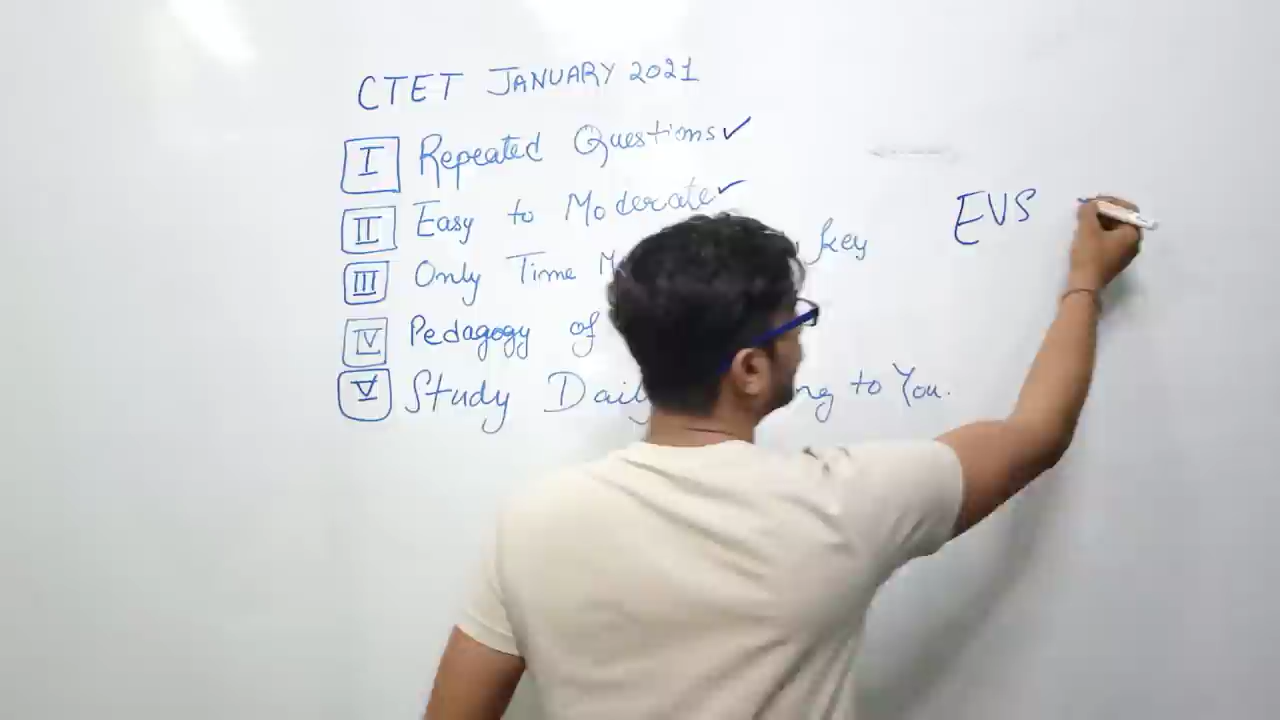 CTET JANUARY 2021
I Repeated Questions✓
II Easy to Moderate✓
III Only Time key
IV Pedagogy of
V Study to You.
EVS